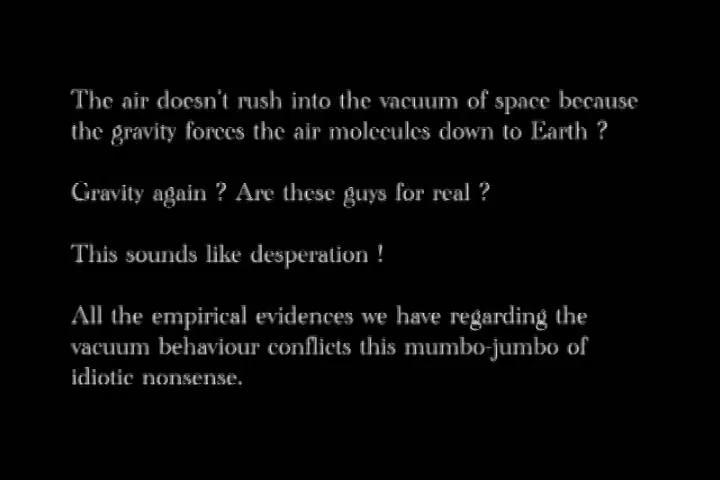 The air doesn't rush into the vacuum of space because
the gravity forces the air molecules down to Earth ?
Gravity again ? Are these guys for real ?
This sounds like desperation !
All the empirical evidences we have regarding the
vacuum behaviour conflicts this mumbo-jumbo of
idiotic nonsense.